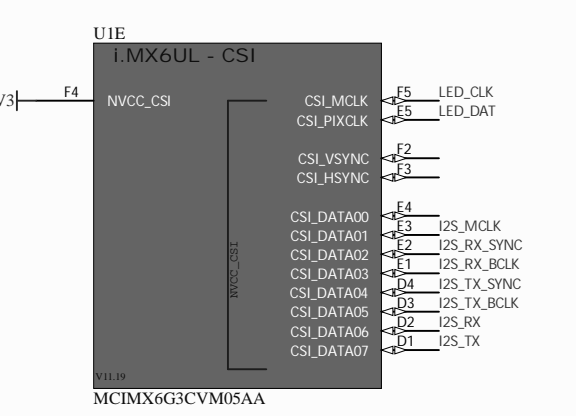 U1E
i.MX6UL - CSI
V3
F4
NVCC_CSI
NVCC_CSI
CSI_MCLK F5 LED_CLK
CSI_PIXCLK E5 LED_DAT
CSI_VSYNC F2
CSI_HSYNC F3
CSI_DATA00 E4
CSI_DATA01 E3 I2S_MCLK
CSI_DATA02 E2 I2S_RX_SYNC
CSI_DATA03 E1 I2S_RX_BCLK
CSI_DATA04 D4 I2S_TX_SYNC
CSI_DATA05 D3 I2S_TX_BCLK
CSI_DATA06 D2 I2S_RX
CSI_DATA07 D1 I2S_TX
V11.19
MCIMX6G3CVM05AA